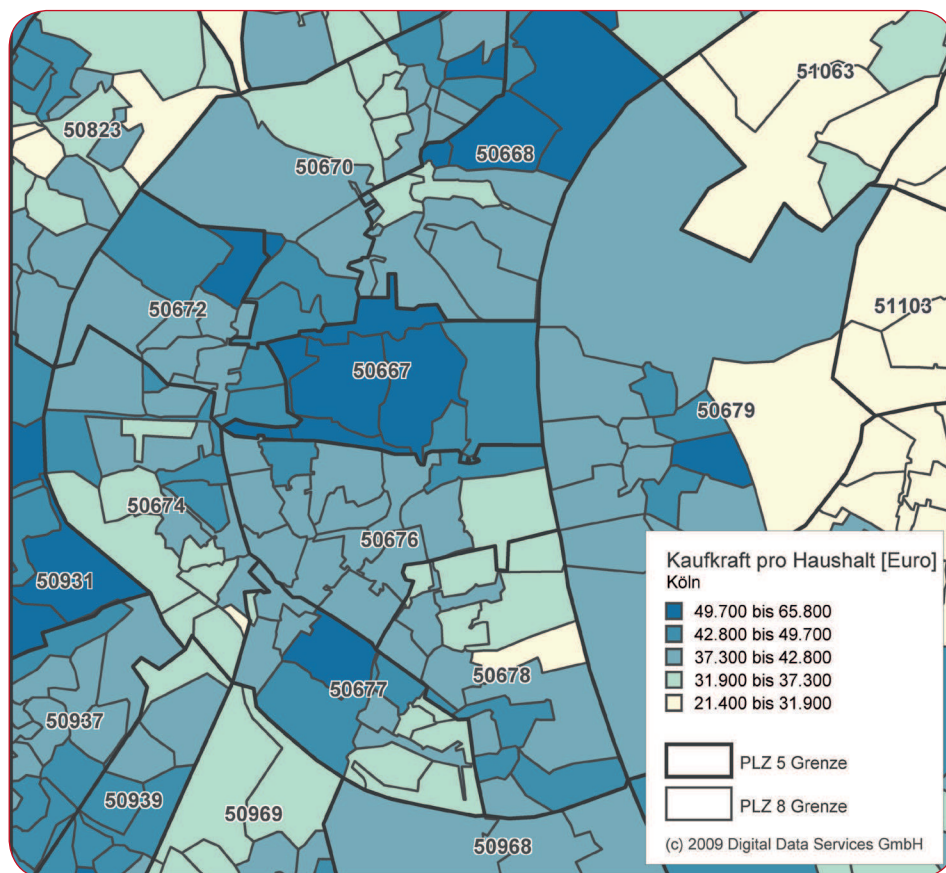 51063
50823
50668
50670
50672
51103
50667
50679
50674
50676
50931
50678
50677
50937
50939
50969
50968
Kaufkraft pro Haushalt [Euro]
Köln
49.700 bis 65.800
42.800 bis 49.700
37.300 bis 42.800
31.900 bis 37.300
21.400 bis 31.900
PLZ 5 Grenze
PLZ 8 Grenze
(c) 2009 Digital Data Services GmbH